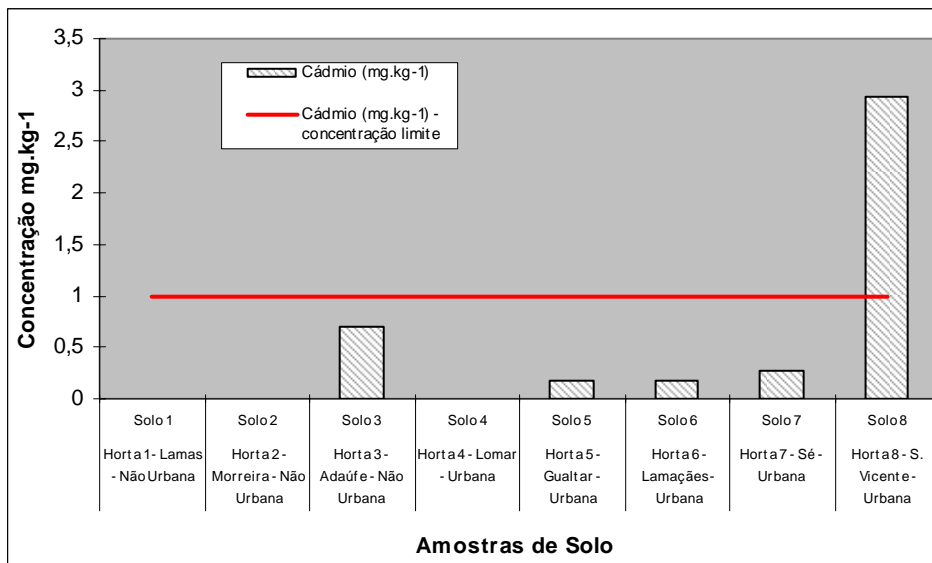 3,5
3
2,5
2
1,5
1
0,5
0
Concentração mg.kg-1
Cádmio (mg.kg-1)
Cádmio (mg.kg-1) -
concentração limite
Solo 1
Solo 2
Solo 3
Solo 4
Solo 5
Solo 6
Solo 7
Solo 8
Horta 1 - Lamas
- Não Urbana
Horta 2 -
Morreira - Não
Urbana
Horta 3 -
Adaúfe - Não
Urbana
Horta 4 - Lomar
- Urbana
Horta 5 -
Gualtar -
Urbana
Horta 6 -
Lamaçães-
Urbana
Horta 7 - Sé -
Urbana
Horta 8 - S.
Vicente -
Urbana
Amostras de Solo